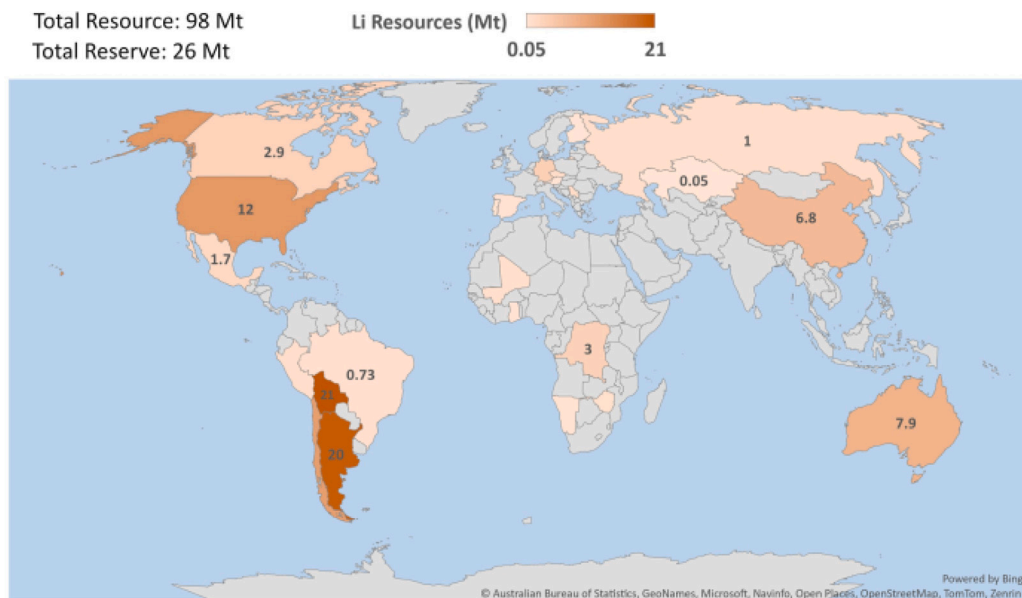 Total Resource: 98 Mt
Li Resources (Mt)
Total Reserve: 26 Mt
0.05
21
2.9
1
0.05
12
6.8
1.7
3
0.73
21
7.9
20
Powered by Bing
© Australian Bureau of Statistics, GeoNames, Microsoft, Navinfo, Open Places, OpenStreetMap, TomTom, Zenrin